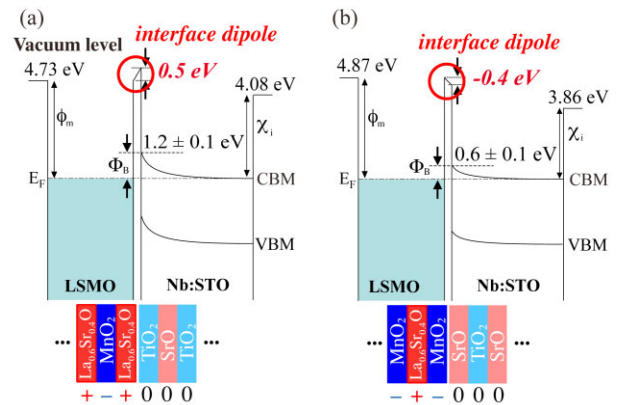 (a)
Vacuum level
interface dipole
4.73 eV
0.5 eV
4.08 eV
ϕm
χi
1.2 ± 0.1 eV
ΦB
EF
CBM
VBM
LSMO
Nb:STO
...
La0.6Sr0.4O
MnO2
La0.6Sr0.4O
TiO2
SrO
TiO2
...
+ − + 0 0 0
(b)
interface dipole
4.87 eV
-0.4 eV
3.86 eV
ϕm
χi
0.6 ± 0.1 eV
ΦB
EF
CBM
VBM
LSMO
Nb:STO
...
MnO2
La0.6Sr0.4O
MnO2
SrO
TiO2
SrO
...
− + − 0 0 0